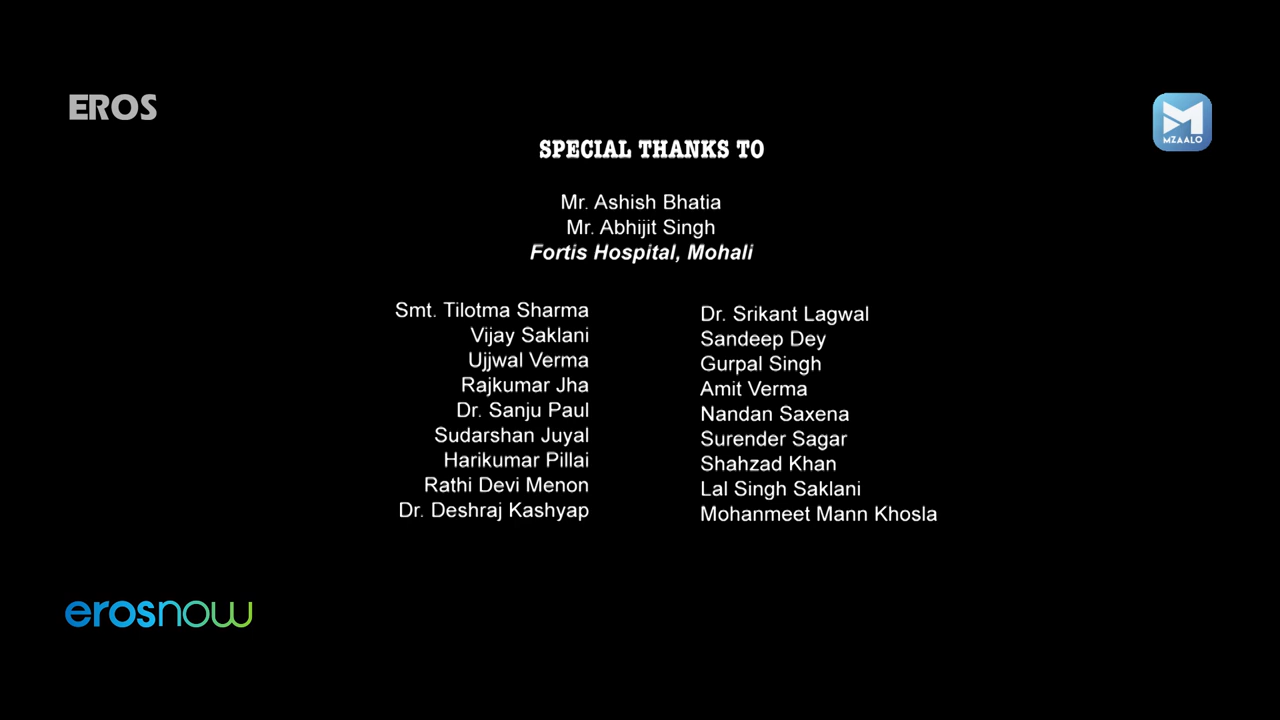 EROS
MZAALO
SPECIAL THANKS TO
Mr. Ashish Bhatia
Mr. Abhijit Singh
Fortis Hospital, Mohali
Smt. Tilotma Sharma
Vijay Saklani
Ujjwal Verma
Rajkumar Jha
Dr. Sanju Paul
Sudarshan Juyal
Harikumar Pillai
Rathi Devi Menon
Dr. Deshraj Kashyap
Dr. Srikant Lagwal
Sandeep Dey
Gurpal Singh
Amit Verma
Nandan Saxena
Surender Sagar
Shahzad Khan
Lal Singh Saklani
Mohanmeet Mann Khosla
erosnow